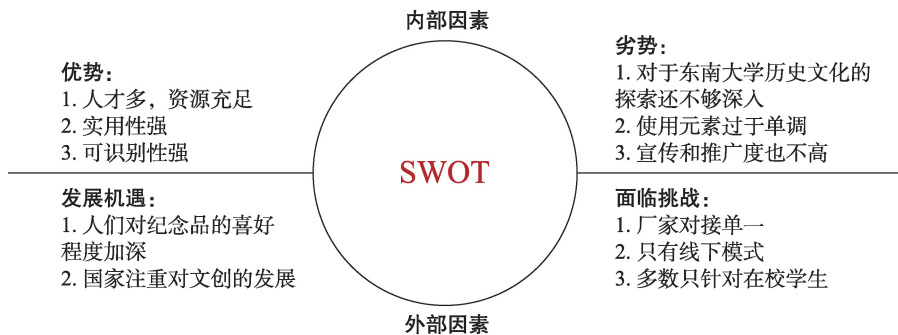 内部因素
优势：
1. 人才多，资源充足
2. 实用性强
3. 可识别性强
劣势：
1. 对于东南大学历史文化的
探索还不够深入
2. 使用元素过于单调
3. 宣传和推广度也不高
SWOT
发展机遇：
1. 人们对纪念品的喜好
程度加深
2. 国家注重对文创的发展
面临挑战：
1. 厂家对接单一
2. 只有线下模式
3. 多数只针对在校学生
外部因素